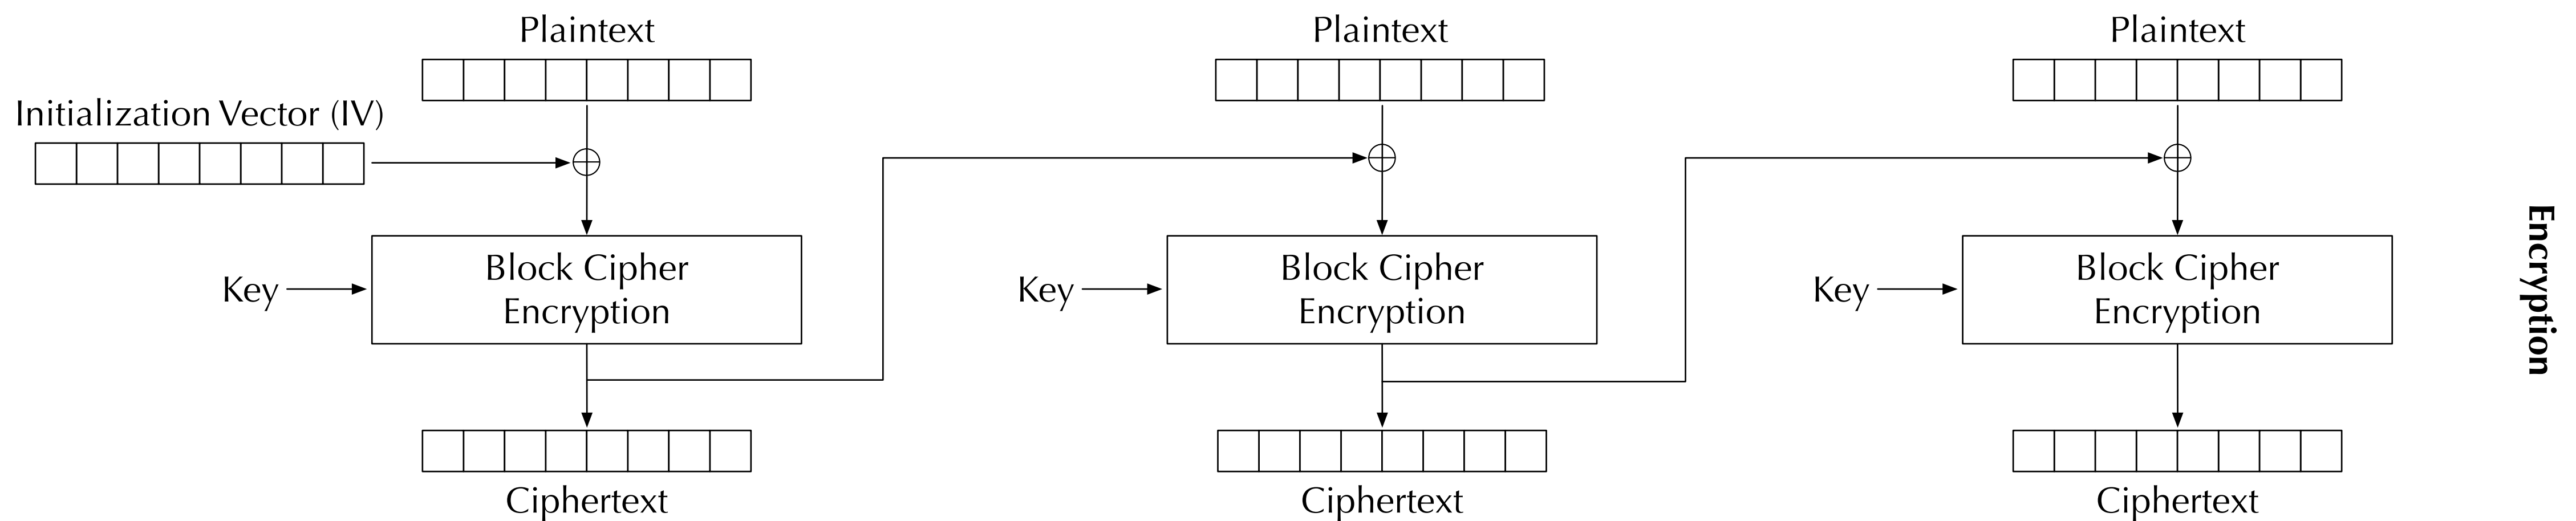 Plaintext
Plaintext
Plaintext
Initialization Vector (IV)
Key
Block Cipher
Encryption
Key
Block Cipher
Encryption
Key
Block Cipher
Encryption
Ciphertext
Ciphertext
Ciphertext
Encryption